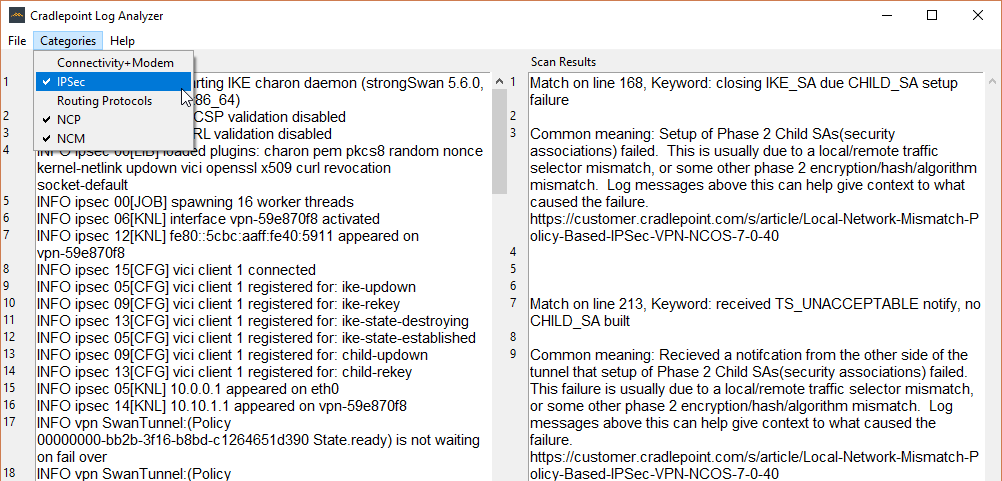 Cradlepoint Log Analyzer
File Categories Help
Connectivity+Modem
IPSec
Routing Protocols
NCP
NCM
1 rting IKE charon daemon (strongSwan 5.6.0,
86_64)
2 CSP validation disabled
3 RL validation disabled
4 INFO ipsec 00[LIB] loaded plugins: charon pem pkcs8 random nonce
kernel-netlink updown vici openssl x509 curl revocation
socket-default
5 INFO ipsec 00[JOB] spawning 16 worker threads
6 INFO ipsec 06[KNL] interface vpn-59e870f8 activated
7 INFO ipsec 12[KNL] fe80::5cbc:aaff:fe40:5911 appeared on
vpn-59e870f8
8 INFO ipsec 15[CFG] vici client 1 connected
9 INFO ipsec 05[CFG] vici client 1 registered for: ike-updown
10 INFO ipsec 09[CFG] vici client 1 registered for: ike-rekey
11 INFO ipsec 13[CFG] vici client 1 registered for: ike-state-destroying
12 INFO ipsec 05[CFG] vici client 1 registered for: ike-state-established
13 INFO ipsec 09[CFG] vici client 1 registered for: child-updown
14 INFO ipsec 13[CFG] vici client 1 registered for: child-rekey
15 INFO ipsec 05[KNL] 10.0.0.1 appeared on eth0
16 INFO ipsec 14[KNL] 10.10.1.1 appeared on vpn-59e870f8
17 INFO vpn SwanTunnel:(Policy
00000000-bb2b-3f16-b8bd-c1264651d390 State.ready) is not waiting
on fail over
18 INFO vpn SwanTunnel:(Policy
Scan Results
1 Match on line 168, Keyword: closing IKE_SA due CHILD_SA setup
failure
2
3 Common meaning: Setup of Phase 2 Child SAs(security
associations) failed.  This is usually due to a local/remote traffic
selector mismatch, or some other phase 2 encryption/hash/algorithm
mismatch.  Log messages above this can help give context to what
caused the failure.
https://customer.cradlepoint.com/s/article/Local-Network-Mismatch-P
olicy-Based-IPSec-VPN-NCOS-7-0-40
4
5
6
7 Match on line 213, Keyword: received TS_UNACCEPTABLE notify, no
CHILD_SA built
8
9 Common meaning: Recieved a notifcation from the other side of the
tunnel that setup of Phase 2 Child SAs(security associations) failed.
This failure is usually due to a local/remote traffic selector mismatch,
or some other phase 2 encryption/hash/algorithm mismatch.  Log
messages above this can help give context to what caused the
failure.
https://customer.cradlepoint.com/s/article/Local-Network-Mismatch-P
olicy-Based-IPSec-VPN-NCOS-7-0-40